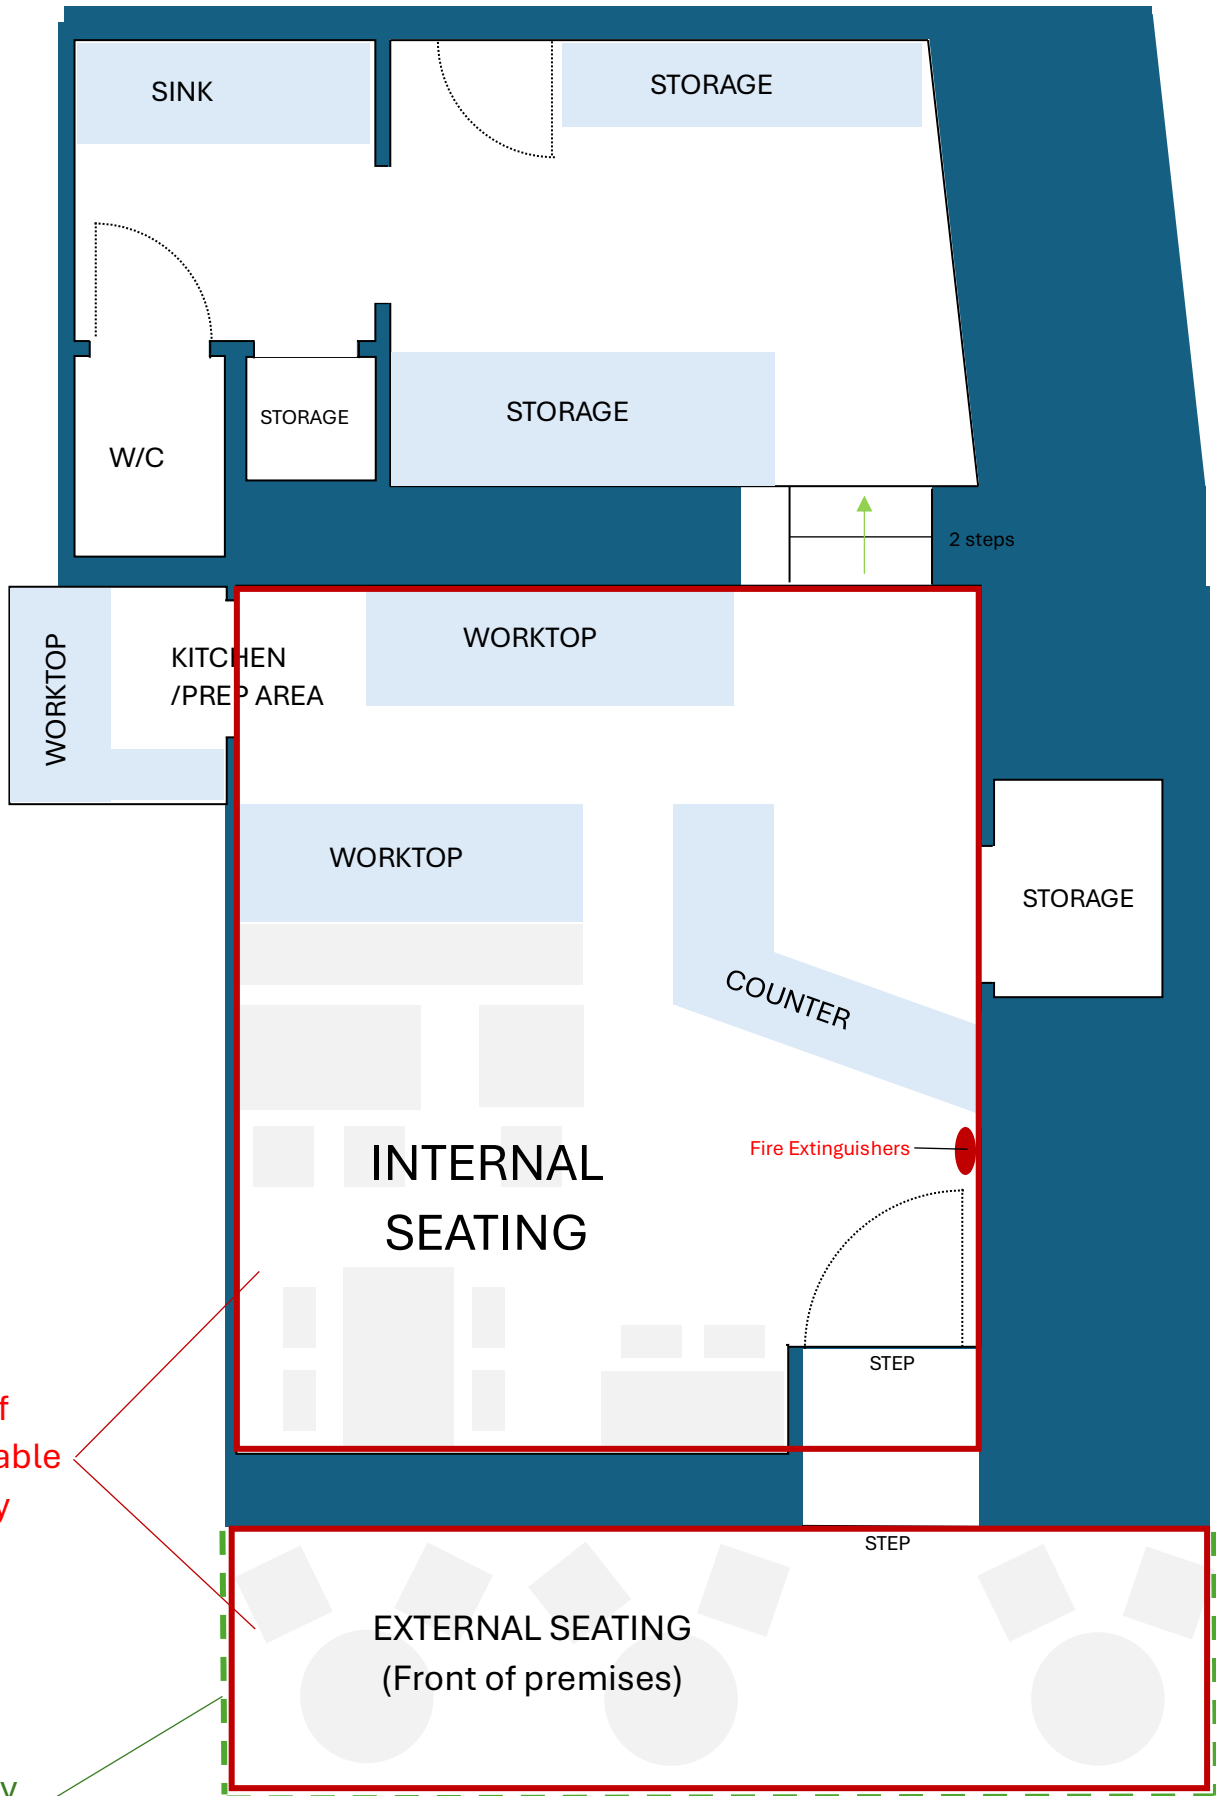 SINK
STORAGE
STORAGE
STORAGE
W/C
2 steps
WORKTOP
KITCHEN
/PREP AREA
WORKTOP
WORKTOP
STORAGE
COUNTER
Fire Extinguishers
INTERNAL
SEATING
STEP
f
able
y
STEP
EXTERNAL SEATING
(Front of premises)
y